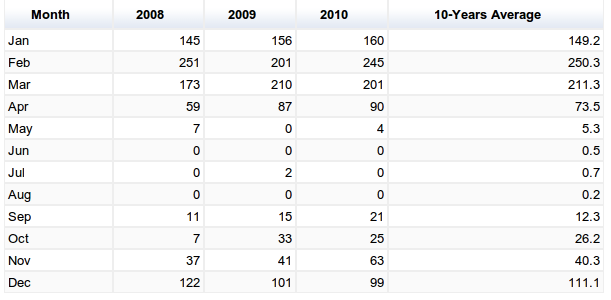 Month 2008 2009 2010 10-Years Average
Jan 145 156 160 149.2
Feb 251 201 245 250.3
Mar 173 210 201 211.3
Apr 59 87 90 73.5
May 7 0 4 5.3
Jun 0 0 0 0.5
Jul 0 2 0 0.7
Aug 0 0 0 0.2
Sep 11 15 21 12.3
Oct 7 33 25 26.2
Nov 37 41 63 40.3
Dec 122 101 99 111.1